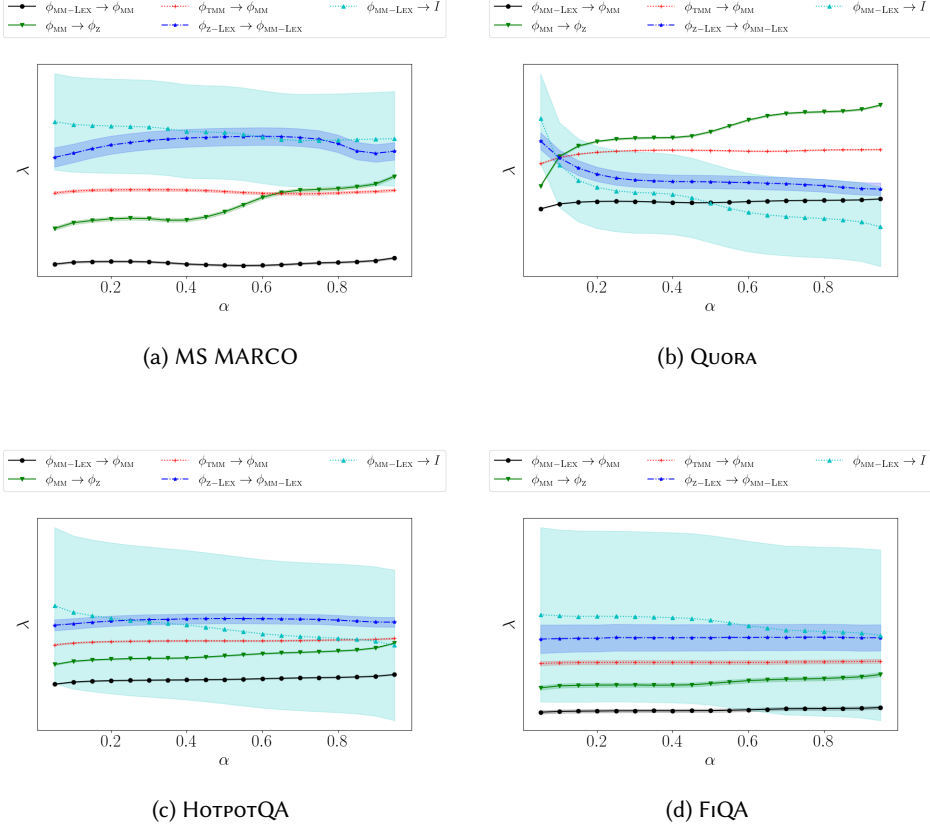 ϕMM−LEX → ϕMM ϕTMM → ϕMM ϕMM−LEX → I
ϕMM → ϕZ ϕZ−LEX → ϕMM−LEX
ϕMM−LEX → ϕMM ϕTMM → ϕMM ϕMM−LEX → I
ϕMM → ϕZ ϕZ−LEX → ϕMM−LEX
λ
0.2 0.4 0.6 0.8
α
λ
0.2 0.4 0.6 0.8
α
(a) MS MARCO
(b) QUORA
ϕMM−LEX → ϕMM ϕTMM → ϕMM ϕMM−LEX → I
ϕMM → ϕZ ϕZ−LEX → ϕMM−LEX
ϕMM−LEX → ϕMM ϕTMM → ϕMM ϕMM−LEX → I
ϕMM → ϕZ ϕZ−LEX → ϕMM−LEX
λ
0.2 0.4 0.6 0.8
α
λ
0.2 0.4 0.6 0.8
α
(c) HOTPOTQA
(d) FIQA